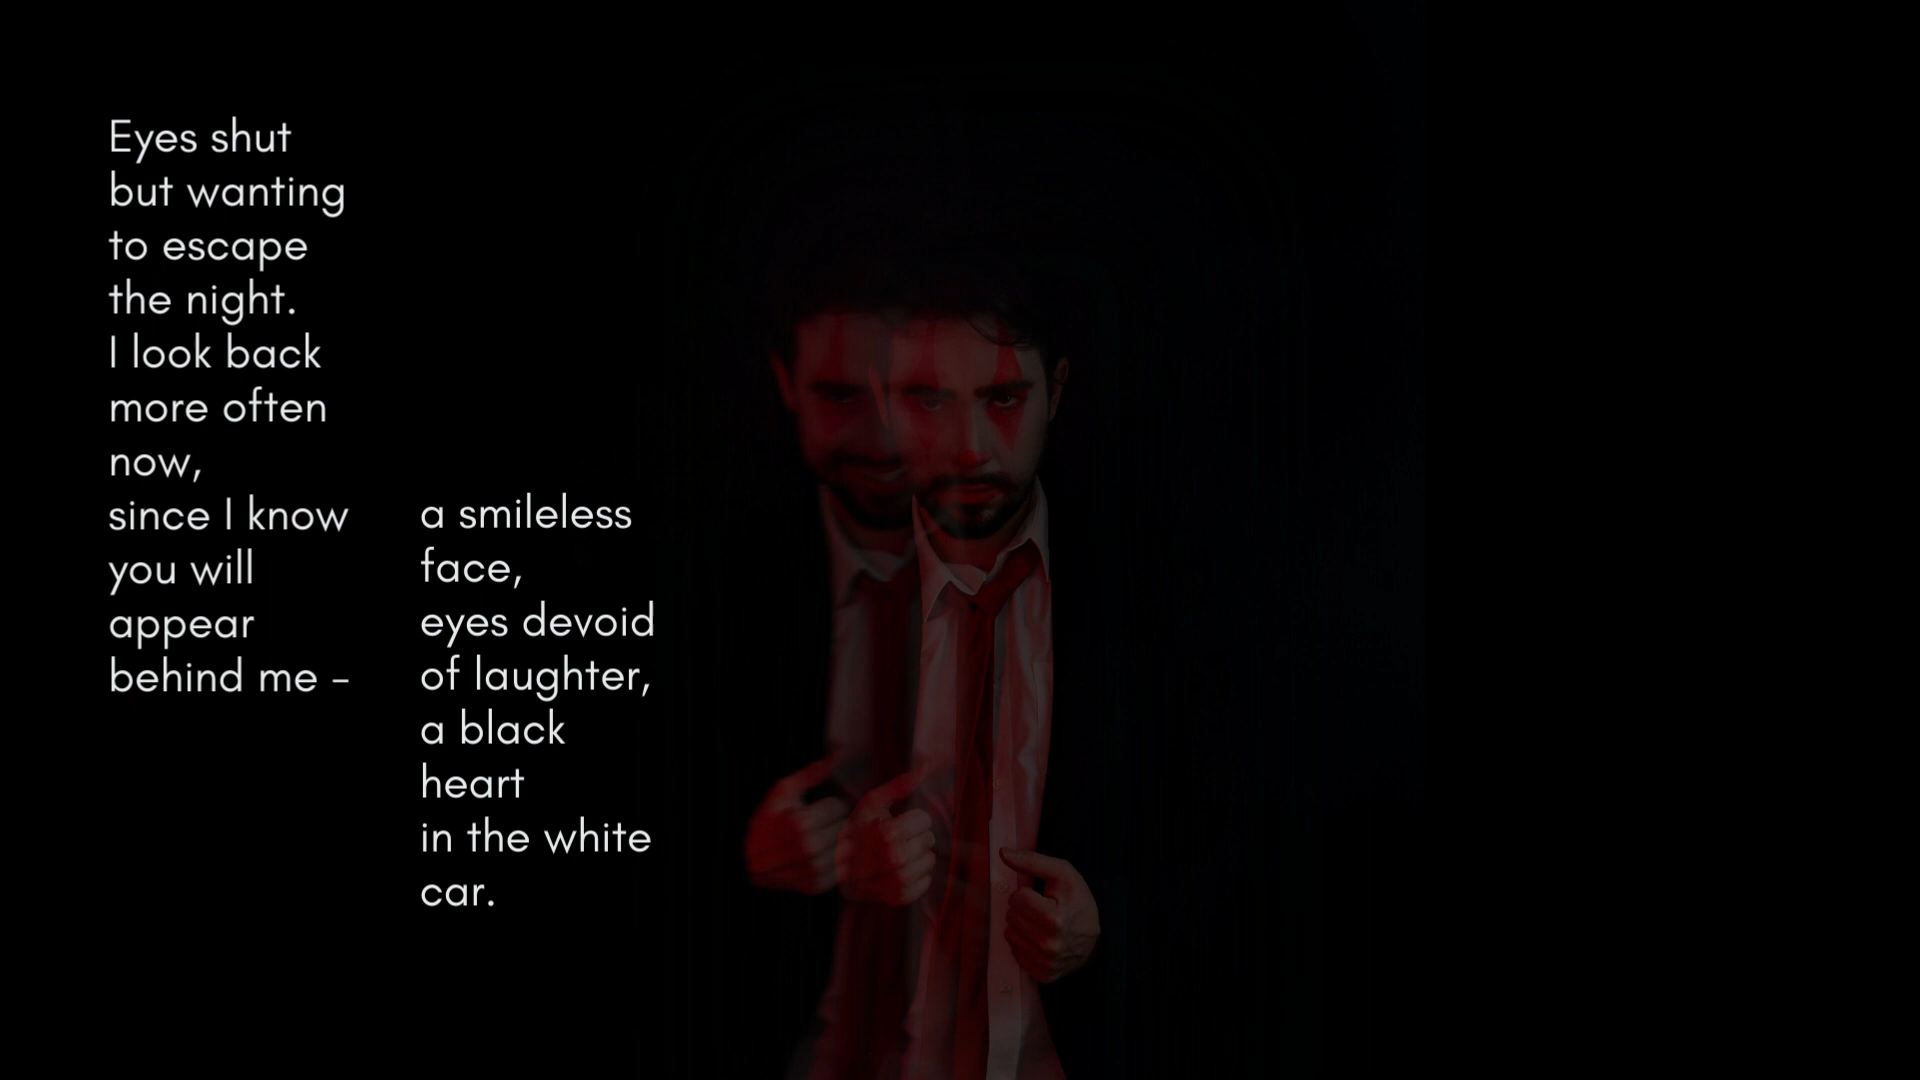 Eyes shut
but wanting
to escape
the night.
I look back
more often
now,
since I know
you will
appear
behind me –
a smileless
face,
eyes devoid
of laughter,
a black
heart
in the white
car.